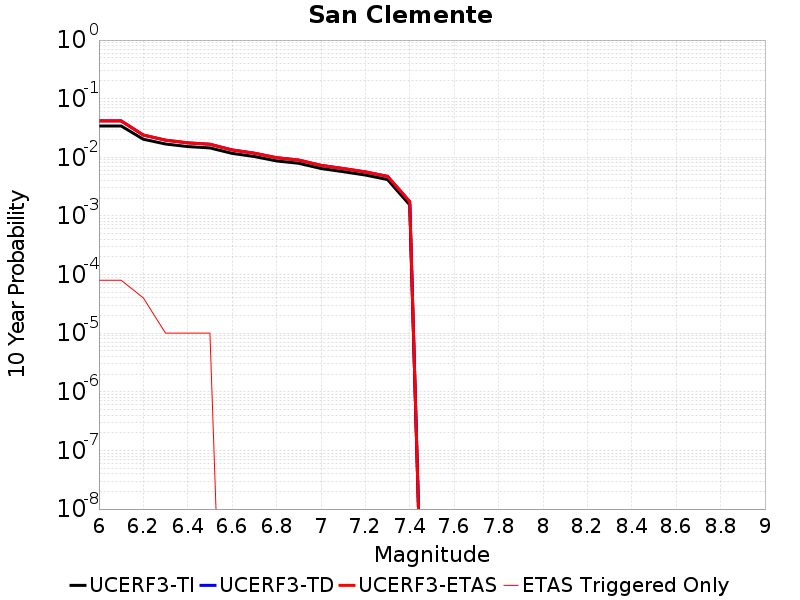 San Clemente
10^0
10^-1
10^-2
10^-3
10^-4
10^-5
10^-6
10^-7
10^-8
10 Year Probability
6 6.2 6.4 6.6 6.8 7 7.2 7.4 7.6 7.8 8 8.2 8.4 8.6 8.8 9
Magnitude
UCERF3-TI UCERF3-TD UCERF3-ETAS ETAS Triggered Only